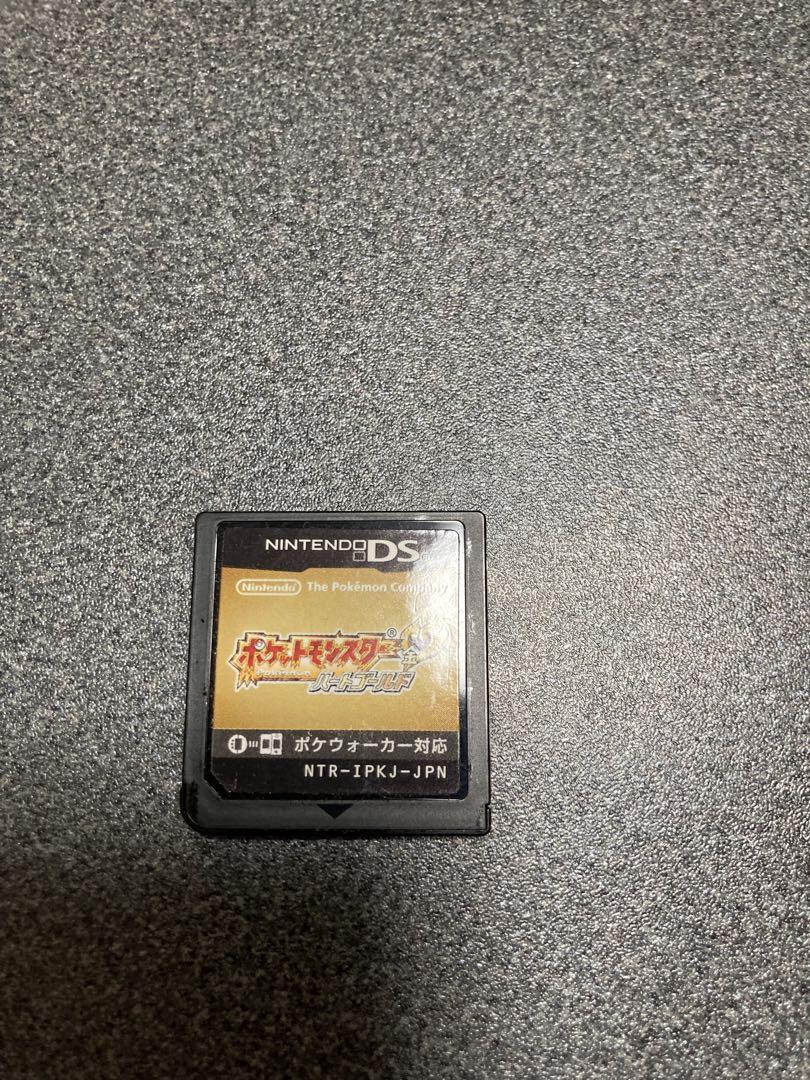 NINTENDO DS
Nintendo The Pokémon Company
ポケットモンスター®
金
ハートゴールド
ポケウォーカー対応
NTR-IPKJ-JPN